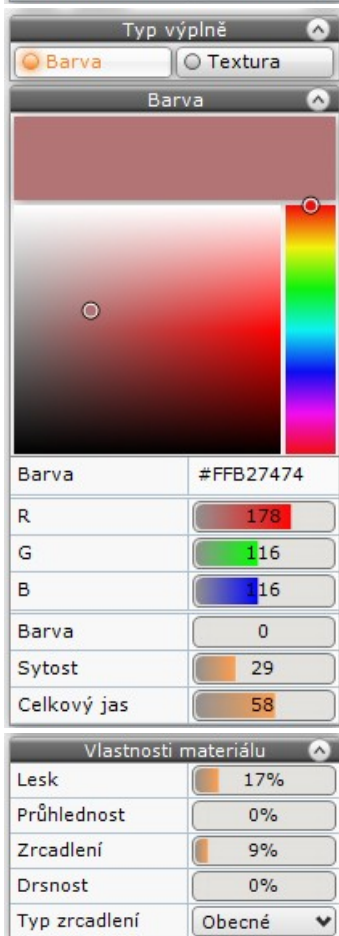 Typ výplně
Barva Textura
Barva
Barva #FFB27474
R 178
G 116
B 116
Barva 0
Sytost 29
Celkový jas 58
Vlastnosti materiálu
Lesk 17%
Průhlednost 0%
Zrcadlení 9%
Drsnost 0%
Typ zrcadlení Obecné